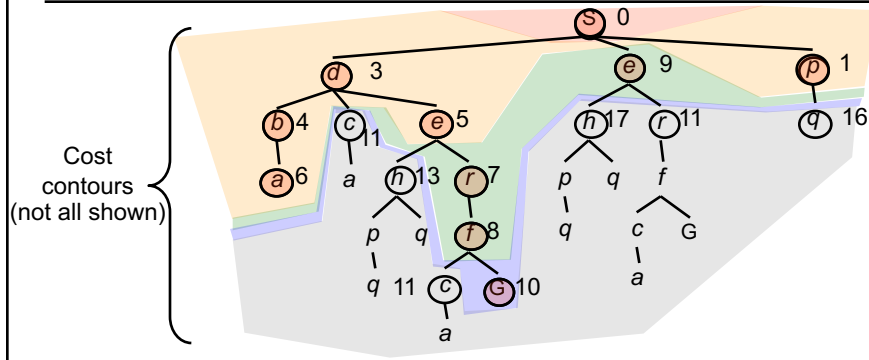 S 0
d 3
e 9
p 1
b 4
c 11
e 5
h 17
r 11
q 16
Cost
contours
(not all shown)
a 6
a
h 13
r 7
p
q
f
p
q
f 8
q
c
G
q
11 c
G 10
a
a